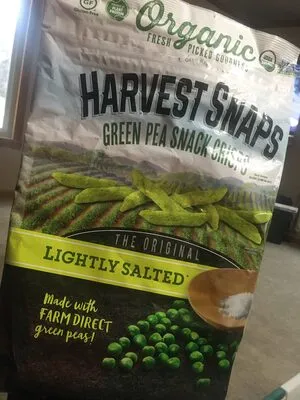 GF
Organic
FRESH PICKED GOODNESS
HARVEST SNAPS
GREEN PEA SNACK CRISPS
THE ORIGINAL
LIGHTLY SALTED
Made with
FARM DIRECT
green peas!